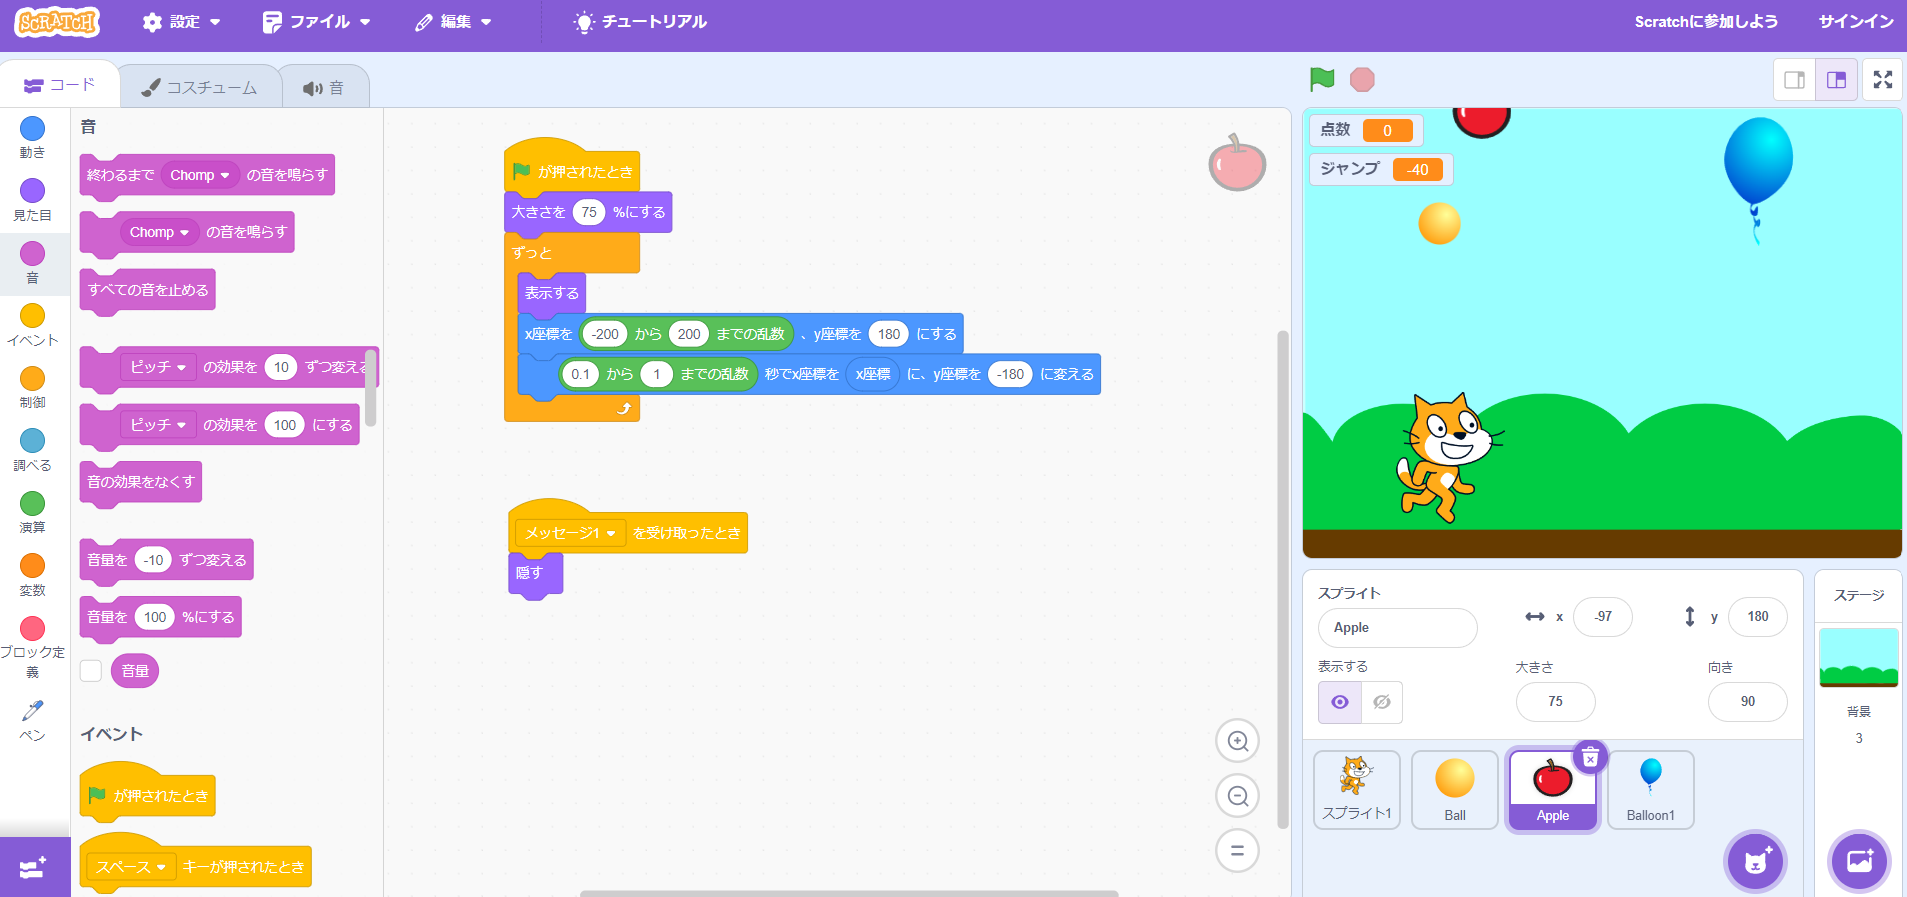 SCRATCH 設定 ファイル 編集 チュートリアル Scratchに参加しよう サインイン
コード コスチューム 音
動き
見た目
音
イベント
制御
調べる
演算
変数
ブロック定
義
ペン
音
終わるまで Chomp の音を鳴らす
Chomp の音を鳴らす
すべての音を止める
ピッチ の効果を 10 ずつ変える
ピッチ の効果を 100 にする
音の効果をなくす
音量を -10 ずつ変える
音量を 100 %にする
音量
イベント
が押されたとき
スペース キーが押されたとき
が押されたとき
大きさを 75 %にする
ずっと
表示する
x座標を -200 から 200 までの乱数 、y座標を 180 にする
0.1 から 1 までの乱数 秒でx座標を x座標 に、y座標を -180 に変える
メッセージ1 を受け取ったとき
隠す
点数 0
ジャンプ -40
スプライト
Apple x -97 y 180
表示する 大きさ 向き
75 90
スプライト1 Ball Apple Balloon1
ステージ
背景
3